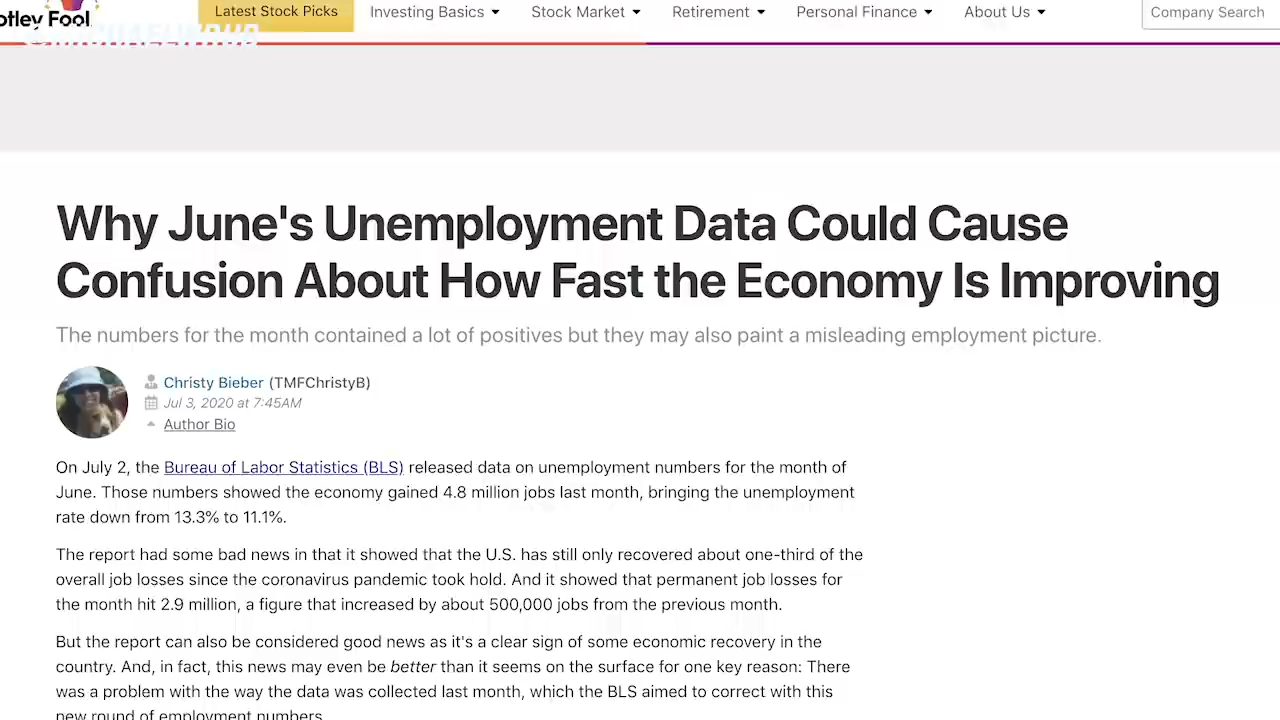 otley Fool.
Latest Stock Picks
Investing Basics
Stock Market
Retirement
Personal Finance
About Us
Company Search
Why June's Unemployment Data Could Cause
Confusion About How Fast the Economy Is Improving
The numbers for the month contained a lot of positives but they may also paint a misleading employment picture.
Christy Bieber (TMFChristyB)
Jul 3, 2020 at 7:45AM
Author Bio
On July 2, the Bureau of Labor Statistics (BLS) released data on unemployment numbers for the month of
June. Those numbers showed the economy gained 4.8 million jobs last month, bringing the unemployment
rate down from 13.3% to 11.1%.
The report had some bad news in that it showed that the U.S. has still only recovered about one-third of the
overall job losses since the coronavirus pandemic took hold. And it showed that permanent job losses for
the month hit 2.9 million, a figure that increased by about 500,000 jobs from the previous month.
But the report can also be considered good news as it's a clear sign of some economic recovery in the
country. And, in fact, this news may even be better than it seems on the surface for one key reason: There
was a problem with the way the data was collected last month, which the BLS aimed to correct with this
new round of employment numbers.